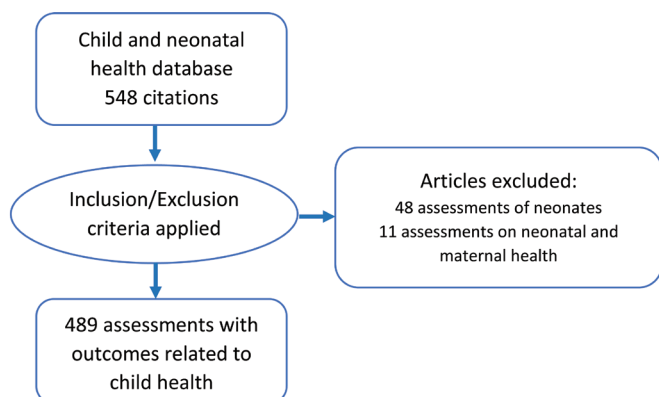 Child and neonatal
health database
548 citations
Inclusion/Exclusion
criteria applied
Articles excluded:
48 assessments of neonates
11 assessments on neonatal and
maternal health
489 assessments with
outcomes related to
child health